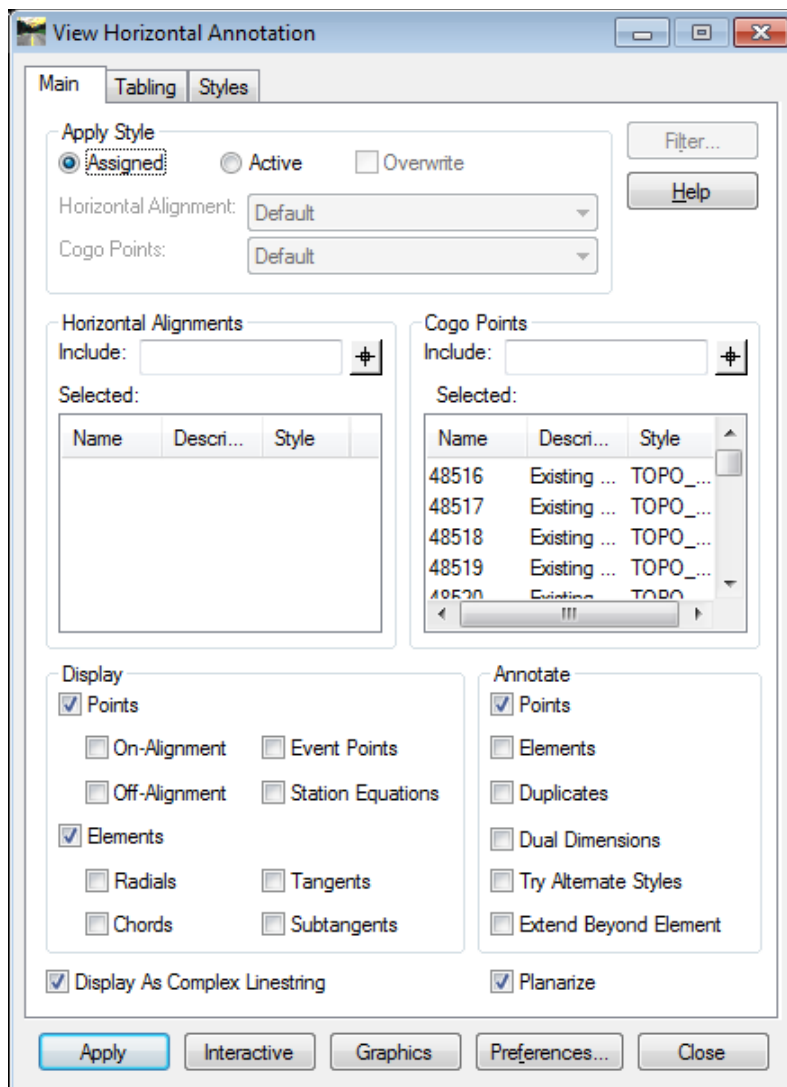 View Horizontal Annotation
Main Tabling Styles
Apply Style
Assigned Active Overwrite
Filter...
Help
Horizontal Alignment: Default
Cogo Points: Default
Horizontal Alignments
Include:
Selected:
Name Descri... Style
Cogo Points
Include:
Selected:
Name Descri... Style
48516 Existing ... TOPO_...
48517 Existing ... TOPO_...
48518 Existing ... TOPO_...
48519 Existing ... TOPO_...
48520 Existing ... TOPO_...
Display
Points
On-Alignment Event Points
Off-Alignment Station Equations
Elements
Radials Tangents
Chords Subtangents
Annotate
Points
Elements
Duplicates
Dual Dimensions
Try Alternate Styles
Extend Beyond Element
Display As Complex Linestring
Planarize
Apply Interactive Graphics Preferences... Close